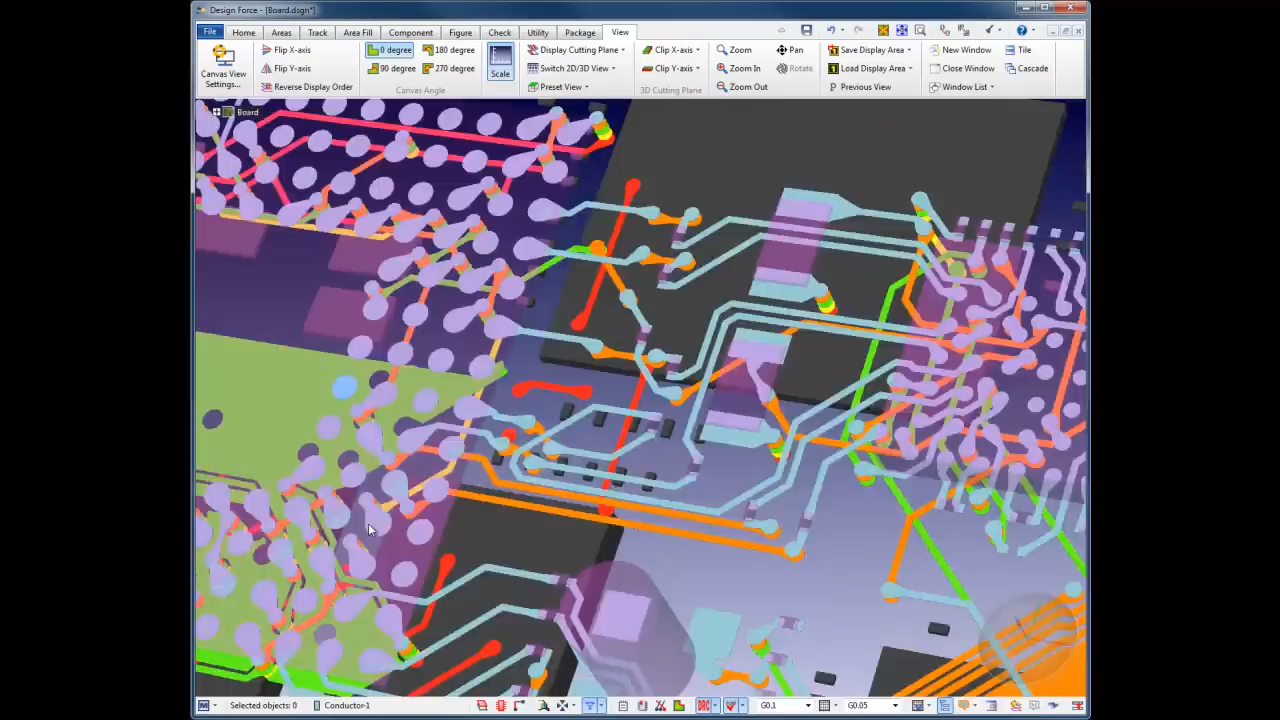 Design Force - [Board.dsgn*]
File Home Areas Track Area Fill Component Figure Check Utility Package View
Canvas View Settings...
Flip X-axis
Flip Y-axis
Reverse Display Order
0 degree 180 degree
90 degree 270 degree
Canvas Angle
Scale
Display Cutting Plane
Switch 2D/3D View
Preset View
Clip X-axis
Clip Y-axis
3D Cutting Plane
Zoom
Zoom In
Zoom Out
Pan
Rotate
Save Display Area
Load Display Area
Previous View
New Window
Close Window
Window List
Tile
Cascade
Board
Selected objects: 0 Conductor-1 DRC G0.1 G0.05